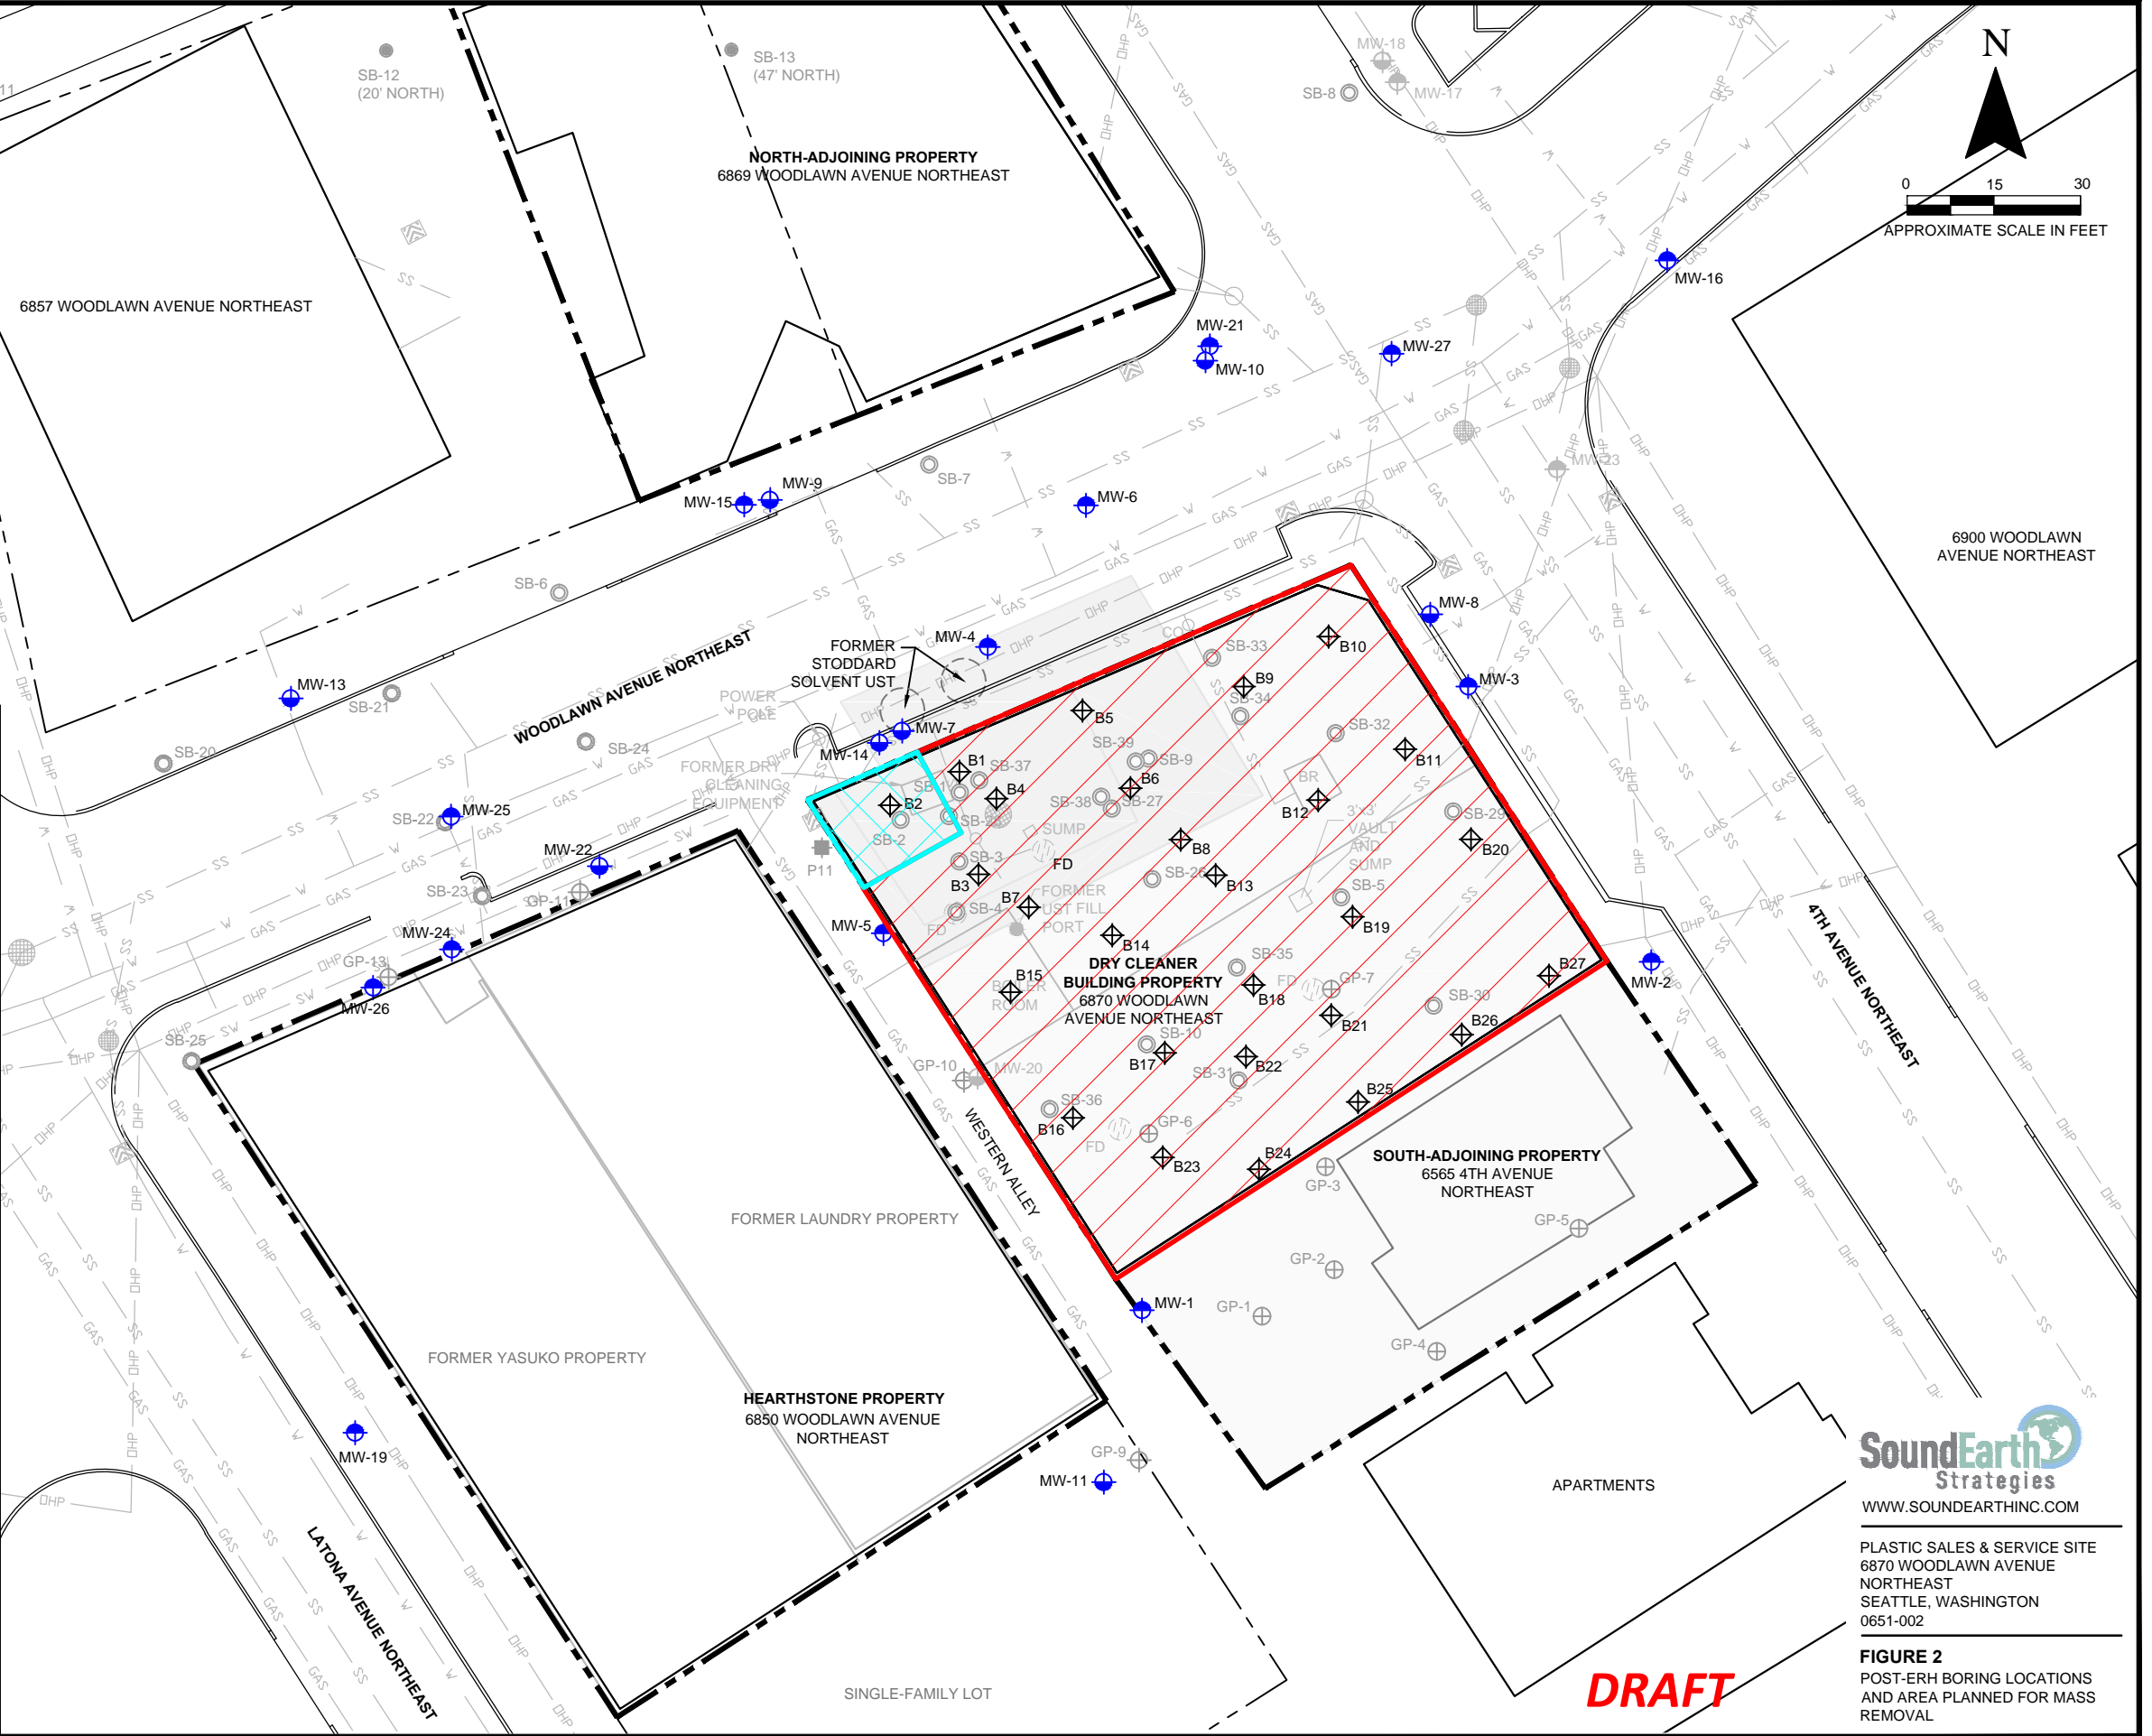 N
0 15 30
APPROXIMATE SCALE IN FEET
SB-12
(20' NORTH)
SB-13
(47' NORTH)
MW-18
MW-17
SB-8
11
NORTH-ADJOINING PROPERTY
6869 WOODLAWN AVENUE NORTHEAST
6857 WOODLAWN AVENUE NORTHEAST
MW-16
MW-21
MW-10
MW-27
MW-23
SB-7
MW-9
MW-15
MW-6
6900 WOODLAWN
AVENUE NORTHEAST
SB-6
MW-8
MW-3
MW-4
FORMER
STODDARD
SOLVENT UST
WOODLAWN AVENUE NORTHEAST
POWER
POLE
MW-7
MW-14
MW-13
SB-21
SB-20
SB-24
FORMER DRY
CLEANING
EQUIPMENT
CO
SB-33
B10
B9
SB-34
B5
SB-32
B11
SB-39
SB-9
B1
SB-37
B4
B6
SB-38
SB-27
BR
B12
B2
SB-2
SUMP
3'x3'
VAULT
AND
SUMP
SB-29
B20
B8
MW-25
SB-22
MW-22
P11
SB-3
B3
FD
SB-26
B13
SB-5
B19
B7
FORMER
UST FILL
PORT
SB-4
FD
SB-23
GP-11
MW-5
MW-24
GP-13
MW-26
SB-25
B14
DRY CLEANER
BUILDING PROPERTY
6870 WOODLAWN
AVENUE NORTHEAST
SB-35
B18
FD
GP-7
B27
MW-2
4TH AVENUE NORTHEAST
B15
BOILER
ROOM
SB-30
B21
B26
SB-10
B17
B22
SB-31
GP-10
MW-20
SB-36
B16
B25
GP-6
FD
B23
B24
WESTERN ALLEY
SOUTH-ADJOINING PROPERTY
6565 4TH AVENUE
NORTHEAST
GP-3
GP-5
GP-2
GP-1
GP-4
MW-1
FORMER LAUNDRY PROPERTY
FORMER YASUKO PROPERTY
HEARTHSTONE PROPERTY
6850 WOODLAWN AVENUE
NORTHEAST
MW-19
GP-9
MW-11
APARTMENTS
LATONA AVENUE NORTHEAST
SINGLE-FAMILY LOT
DRAFT
SoundEarth
Strategies
WWW.SOUNDEARTHINC.COM
PLASTIC SALES & SERVICE SITE
6870 WOODLAWN AVENUE
NORTHEAST
SEATTLE, WASHINGTON
0651-002
FIGURE 2
POST-ERH BORING LOCATIONS
AND AREA PLANNED FOR MASS
REMOVAL